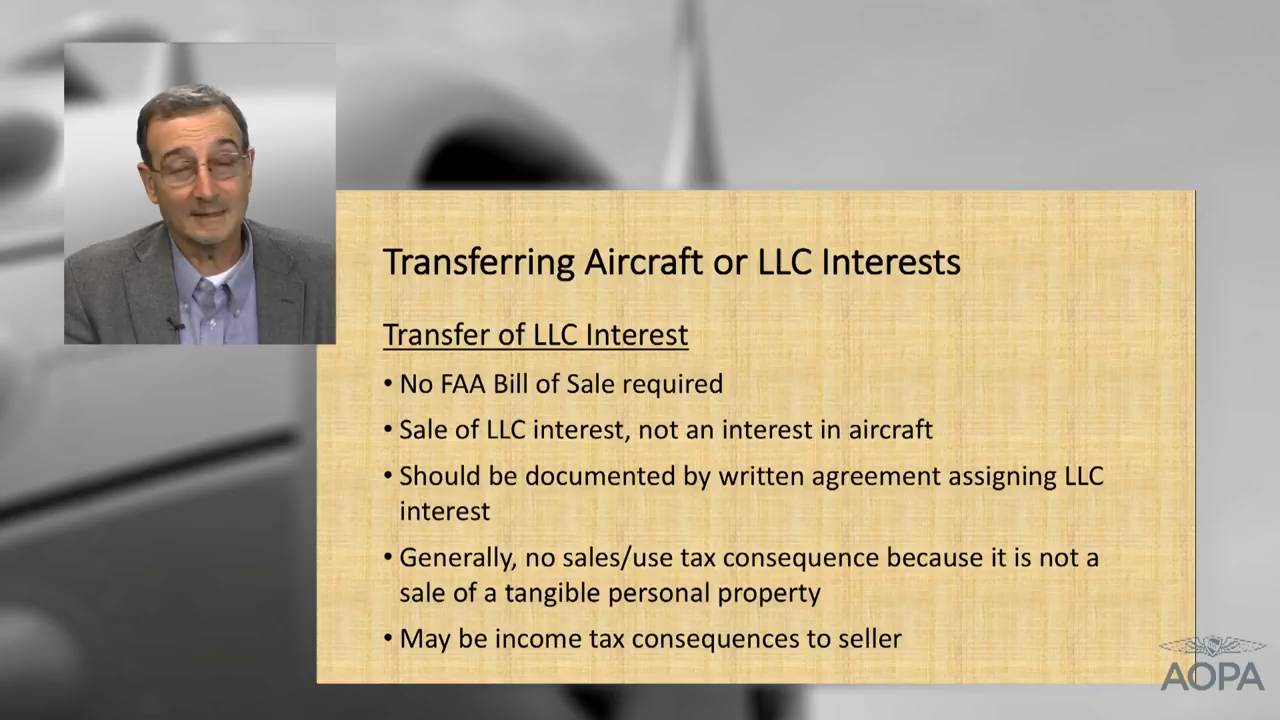 Transferring Aircraft or LLC Interests
Transfer of LLC Interest
• No FAA Bill of Sale required
• Sale of LLC interest, not an interest in aircraft
• Should be documented by written agreement assigning LLC
interest
• Generally, no sales/use tax consequence because it is not a
sale of a tangible personal property
• May be income tax consequences to seller
AOPA